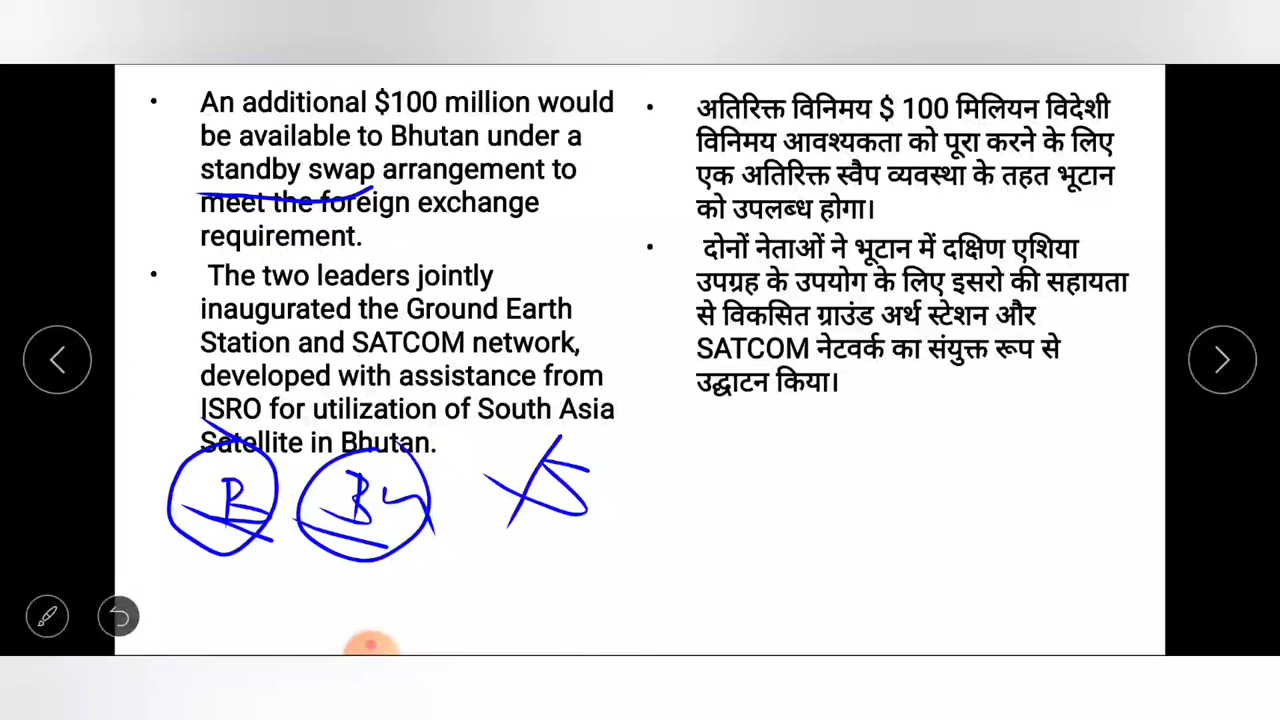 • An additional $100 million would
be available to Bhutan under a
standby swap arrangement to
meet the foreign exchange
requirement.
• The two leaders jointly
inaugurated the Ground Earth
Station and SATCOM network,
developed with assistance from
ISRO for utilization of South Asia
Satellite in Bhutan.
• अतिरिक्त विनिमय $ 100 मिलियन विदेशी
विनिमय आवश्यकता को पूरा करने के लिए
एक अतिरिक्त स्वैप व्यवस्था के तहत भूटान
को उपलब्ध होगा।
• दोनों नेताओं ने भूटान में दक्षिण एशिया
उपग्रह के उपयोग के लिए इसरो की सहायता
से विकसित ग्राउंड अर्थ स्टेशन और
SATCOM नेटवर्क का संयुक्त रूप से
उद्घाटन किया।